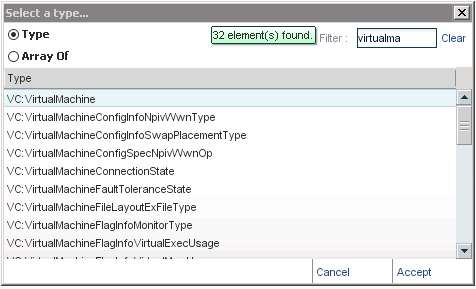 Select a type...
Type
32 element(s) found.
Filter :
virtualma
Clear
Array Of
Type
VC:VirtualMachine
VC:VirtualMachineConfigInfoNpivWwnType
VC:VirtualMachineConfigInfoSwapPlacementType
VC:VirtualMachineConfigSpecNpivWwnOp
VC:VirtualMachineConnectionState
VC:VirtualMachineFaultToleranceState
VC:VirtualMachineFileLayoutExFileType
VC:VirtualMachineFlagInfoMonitorType
VC:VirtualMachineFlagInfoVirtualExecUsage
Cancel
Accept